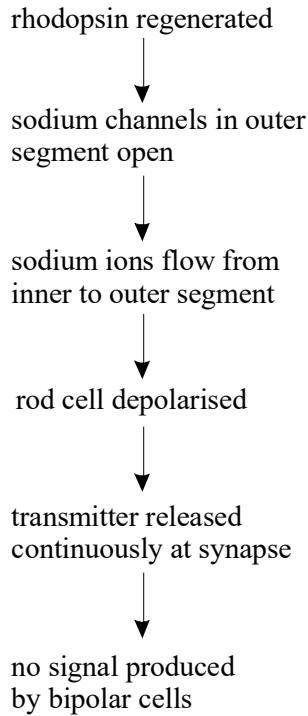 rhodopsin regenerated
sodium channels in outer
segment open
sodium ions flow from
inner to outer segment
rod cell depolarised
transmitter released
continuously at synapse
no signal produced
by bipolar cells